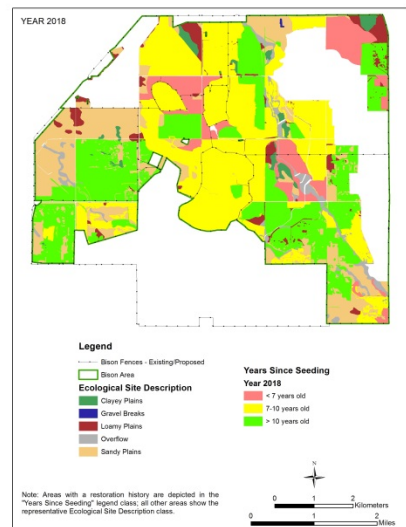 YEAR 2018
Legend
Bison Fences - Existing/Proposed
Bison Area
Ecological Site Description
Clayey Plains
Gravel Breaks
Loamy Plains
Overflow
Sandy Plains
Years Since Seeding
Year 2018
< 7 years old
7-10 years old
> 10 years old
Note: Areas with a restoration history are depicted in the
"Years Since Seeding" legend class; all other areas show the
representative Ecological Site Description class.
N
0 1 2
Kilometers
0 1 2
Miles